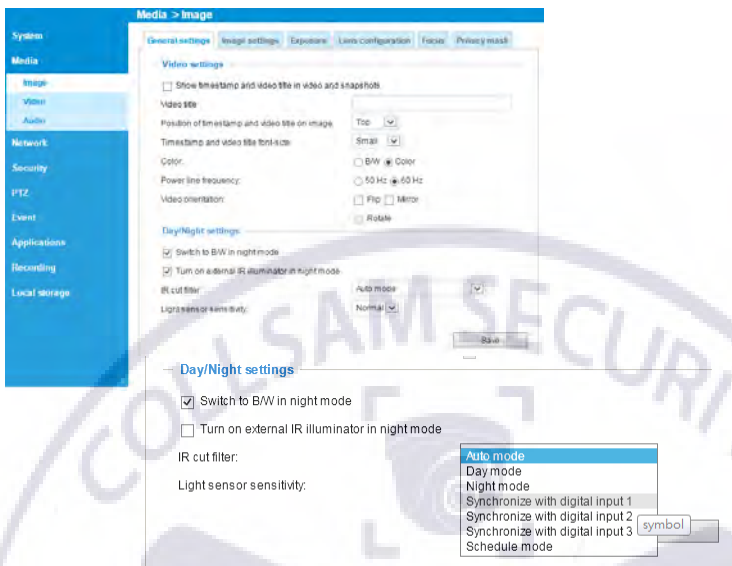 Media > Image
System
Media
Image
Video
Audio
Network
Security
PTZ
Event
Applications
Recording
Local storage
General settings Image settings Exposure Lens configuration Focus Privacy mask
Video settings
Show timestamp and video title in video and snapshots
Video title
Position of timestamp and video title on image: Top
Timestamp and video title font-size: Small
Color: B/W Color
Power line frequency: 50 Hz 60 Hz
Video orientation: Flip Mirror
Rotate
Day/Night settings:
Switch to B/W in night mode
Turn on external IR illuminator in night mode
IR cut filter: Auto mode
Light sensor sensitivity: Normal
Save
Day/Night settings
Switch to B/W in night mode
Turn on external IR illuminator in night mode
IR cut filter:
Light sensor sensitivity:
Auto mode
Day mode
Night mode
Synchronize with digital input 1
Synchronize with digital input 2
Synchronize with digital input 3
Schedule mode
symbol
COLLSAM SECURI